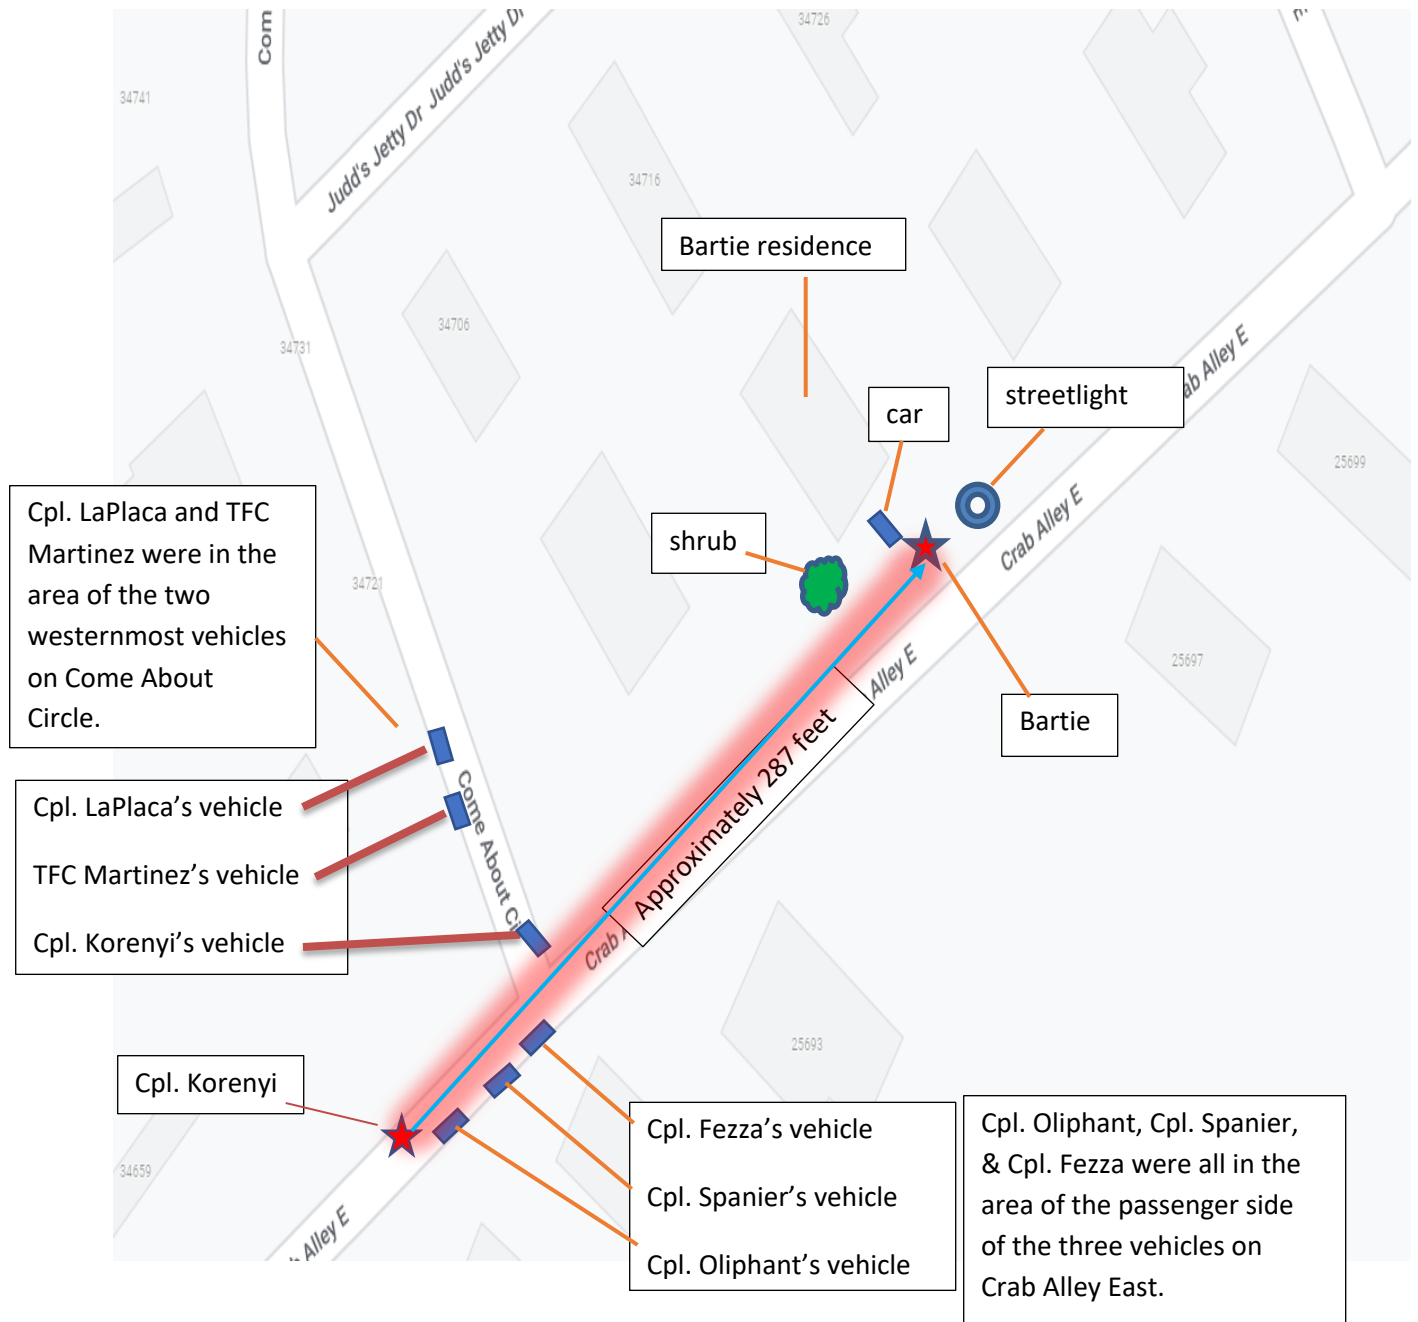 34726
Com
34741
Judd's Jetty Dr Judd's Jetty Dr
34716
Bartie residence
34706
34731
Crab Alley E
streetlight
car
25699
Cpl. LaPlaca and TFC
Martinez were in the
area of the two
westernmost vehicles
on Come About
Circle.
shrub
Crab Alley E
34721
25697
Alley E
Bartie
Approximately 287 feet
Cpl. LaPlaca’s vehicle
TFC Martinez’s vehicle
Cpl. Korenyi’s vehicle
Come About Ci
Crab A
25693
Cpl. Korenyi
Cpl. Fezza’s vehicle
Cpl. Spanier’s vehicle
Cpl. Oliphant’s vehicle
Cpl. Oliphant, Cpl. Spanier,
& Cpl. Fezza were all in the
area of the passenger side
of the three vehicles on
Crab Alley East.
34659
b Alley E